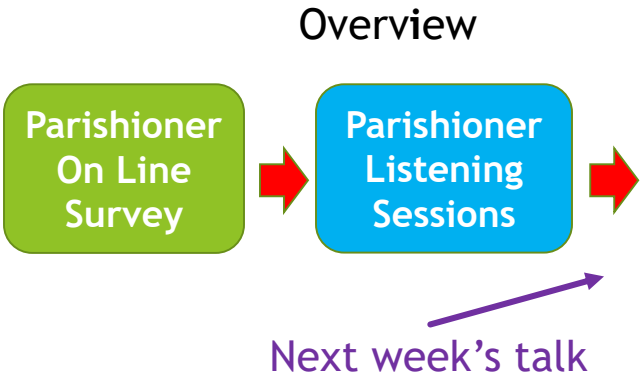 Overview
Parishioner
On Line
Survey
Parishioner
Listening
Sessions
Next week's talk